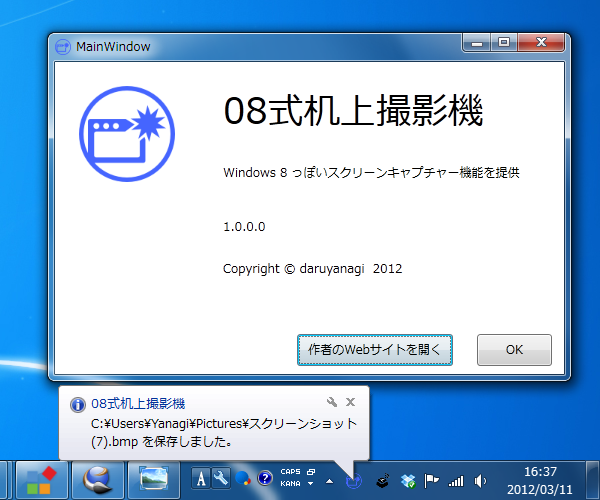 MainWindow
08式机上撮影機
Windows 8 っぽいスクリーンキャプチャー機能を提供
1.0.0.0
Copyright © daruyanagi 2012
作者のWebサイトを開く
OK
08式机上撮影機
C:¥Users¥Yanagi¥Pictures¥スクリーンショット
(7).bmp を保存しました。
A
?
CAPS
KANA
16:37
2012/03/11